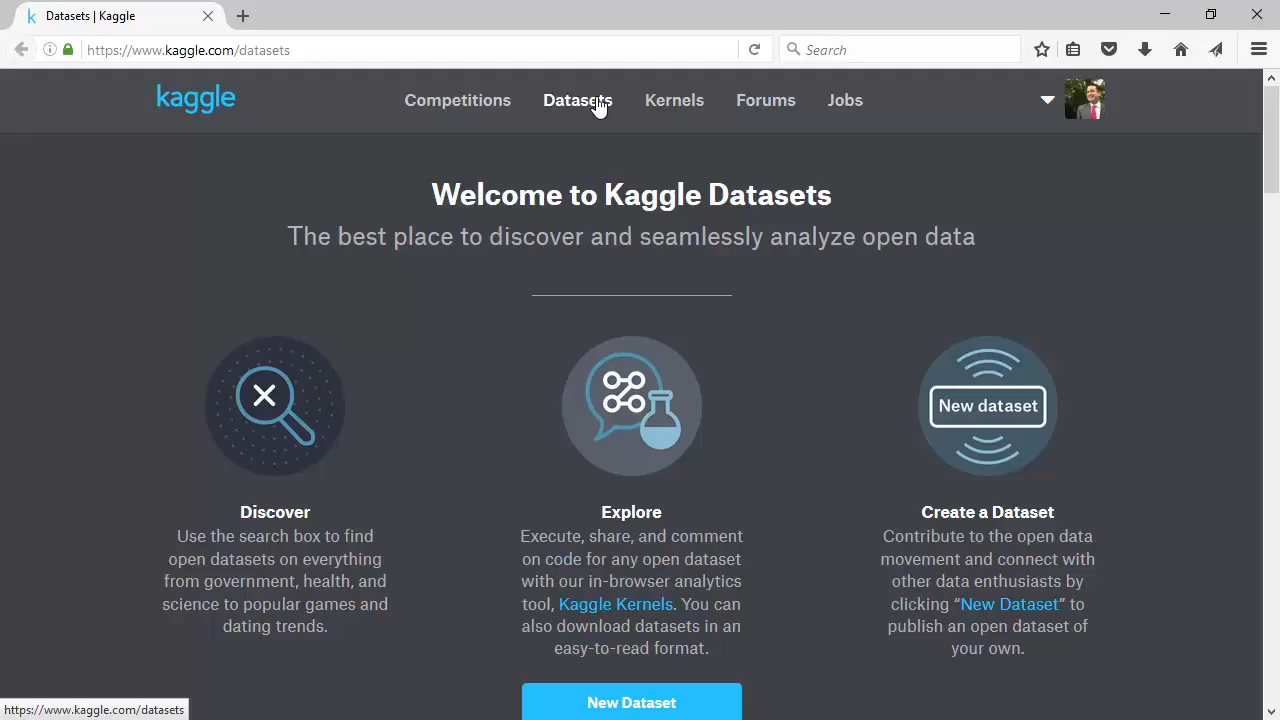 Datasets | Kaggle
https://www.kaggle.com/datasets
Search
kaggle
Competitions Datasets Kernels Forums Jobs
Welcome to Kaggle Datasets
The best place to discover and seamlessly analyze open data
New dataset
Discover
Use the search box to find
open datasets on everything
from government, health, and
science to popular games and
dating trends.
Explore
Execute, share, and comment
on code for any open dataset
with our in-browser analytics
tool, Kaggle Kernels. You can
also download datasets in an
easy-to-read format.
Create a Dataset
Contribute to the open data
movement and connect with
other data enthusiasts by
clicking “New Dataset” to
publish an open dataset of
your own.
New Dataset
https://www.kaggle.com/datasets